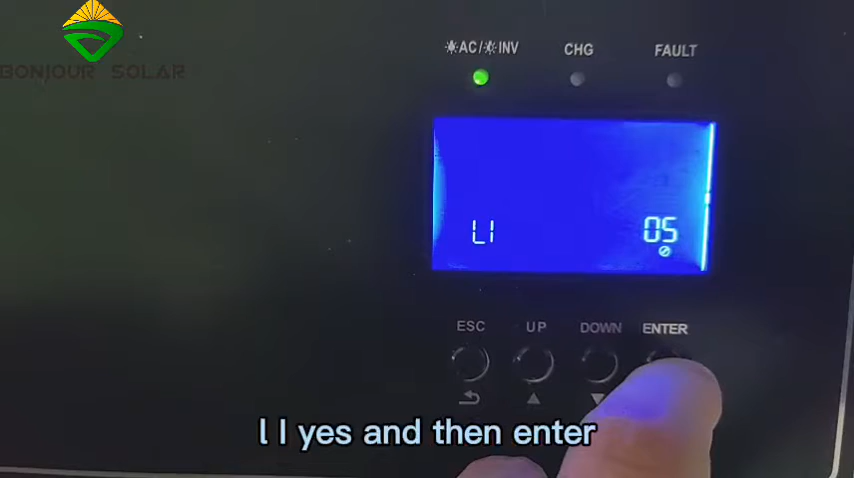 BONJOUR SOLAR
AC/INV CHG FAULT
LI 05
ESC UP DOWN ENTER
l I yes and then enter